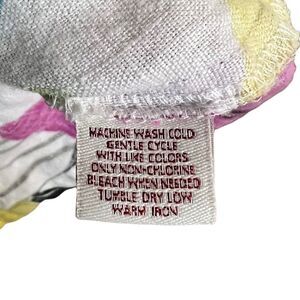 MACHINE WASH COLD
GENTLE CYCLE
WITH LIKE COLORS
ONLY NON-CHLORINE
BLEACH WHEN NEEDED
TUMBLE DRY LOW
WARM IRON